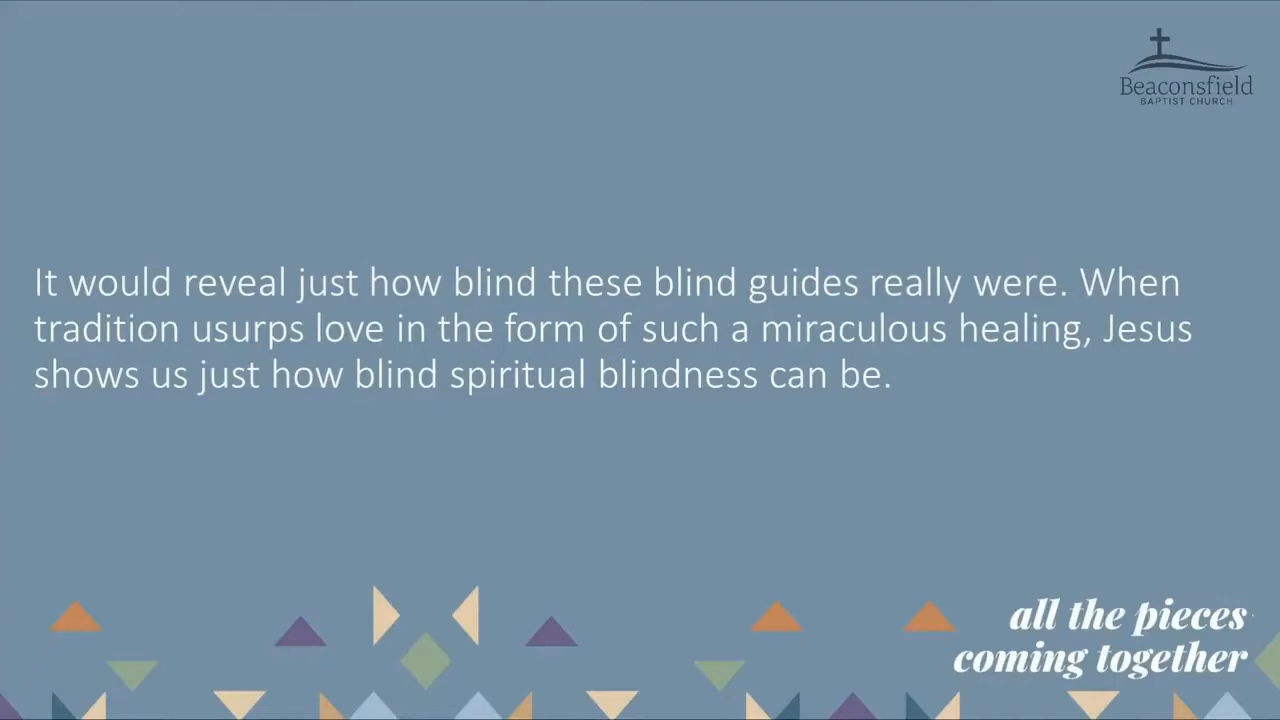 Beaconsfield
BAPTIST CHURCH
It would reveal just how blind these blind guides really were. When
tradition usurps love in the form of such a miraculous healing, Jesus
shows us just how blind spiritual blindness can be.
all the pieces
coming together